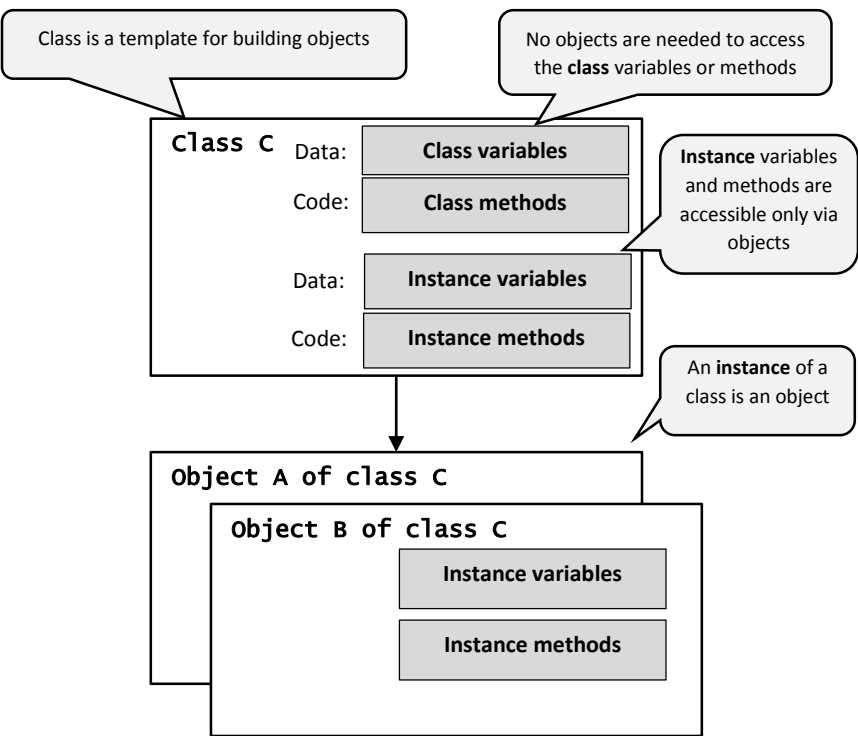 Class is a template for building objects
No objects are needed to access
the class variables or methods
Class C
Data:
Class variables
Code:
Class methods
Instance variables
and methods are
accessible only via
objects
Data:
Instance variables
Code:
Instance methods
An instance of a
class is an object
Object A of class C
Object B of class C
Instance variables
Instance methods